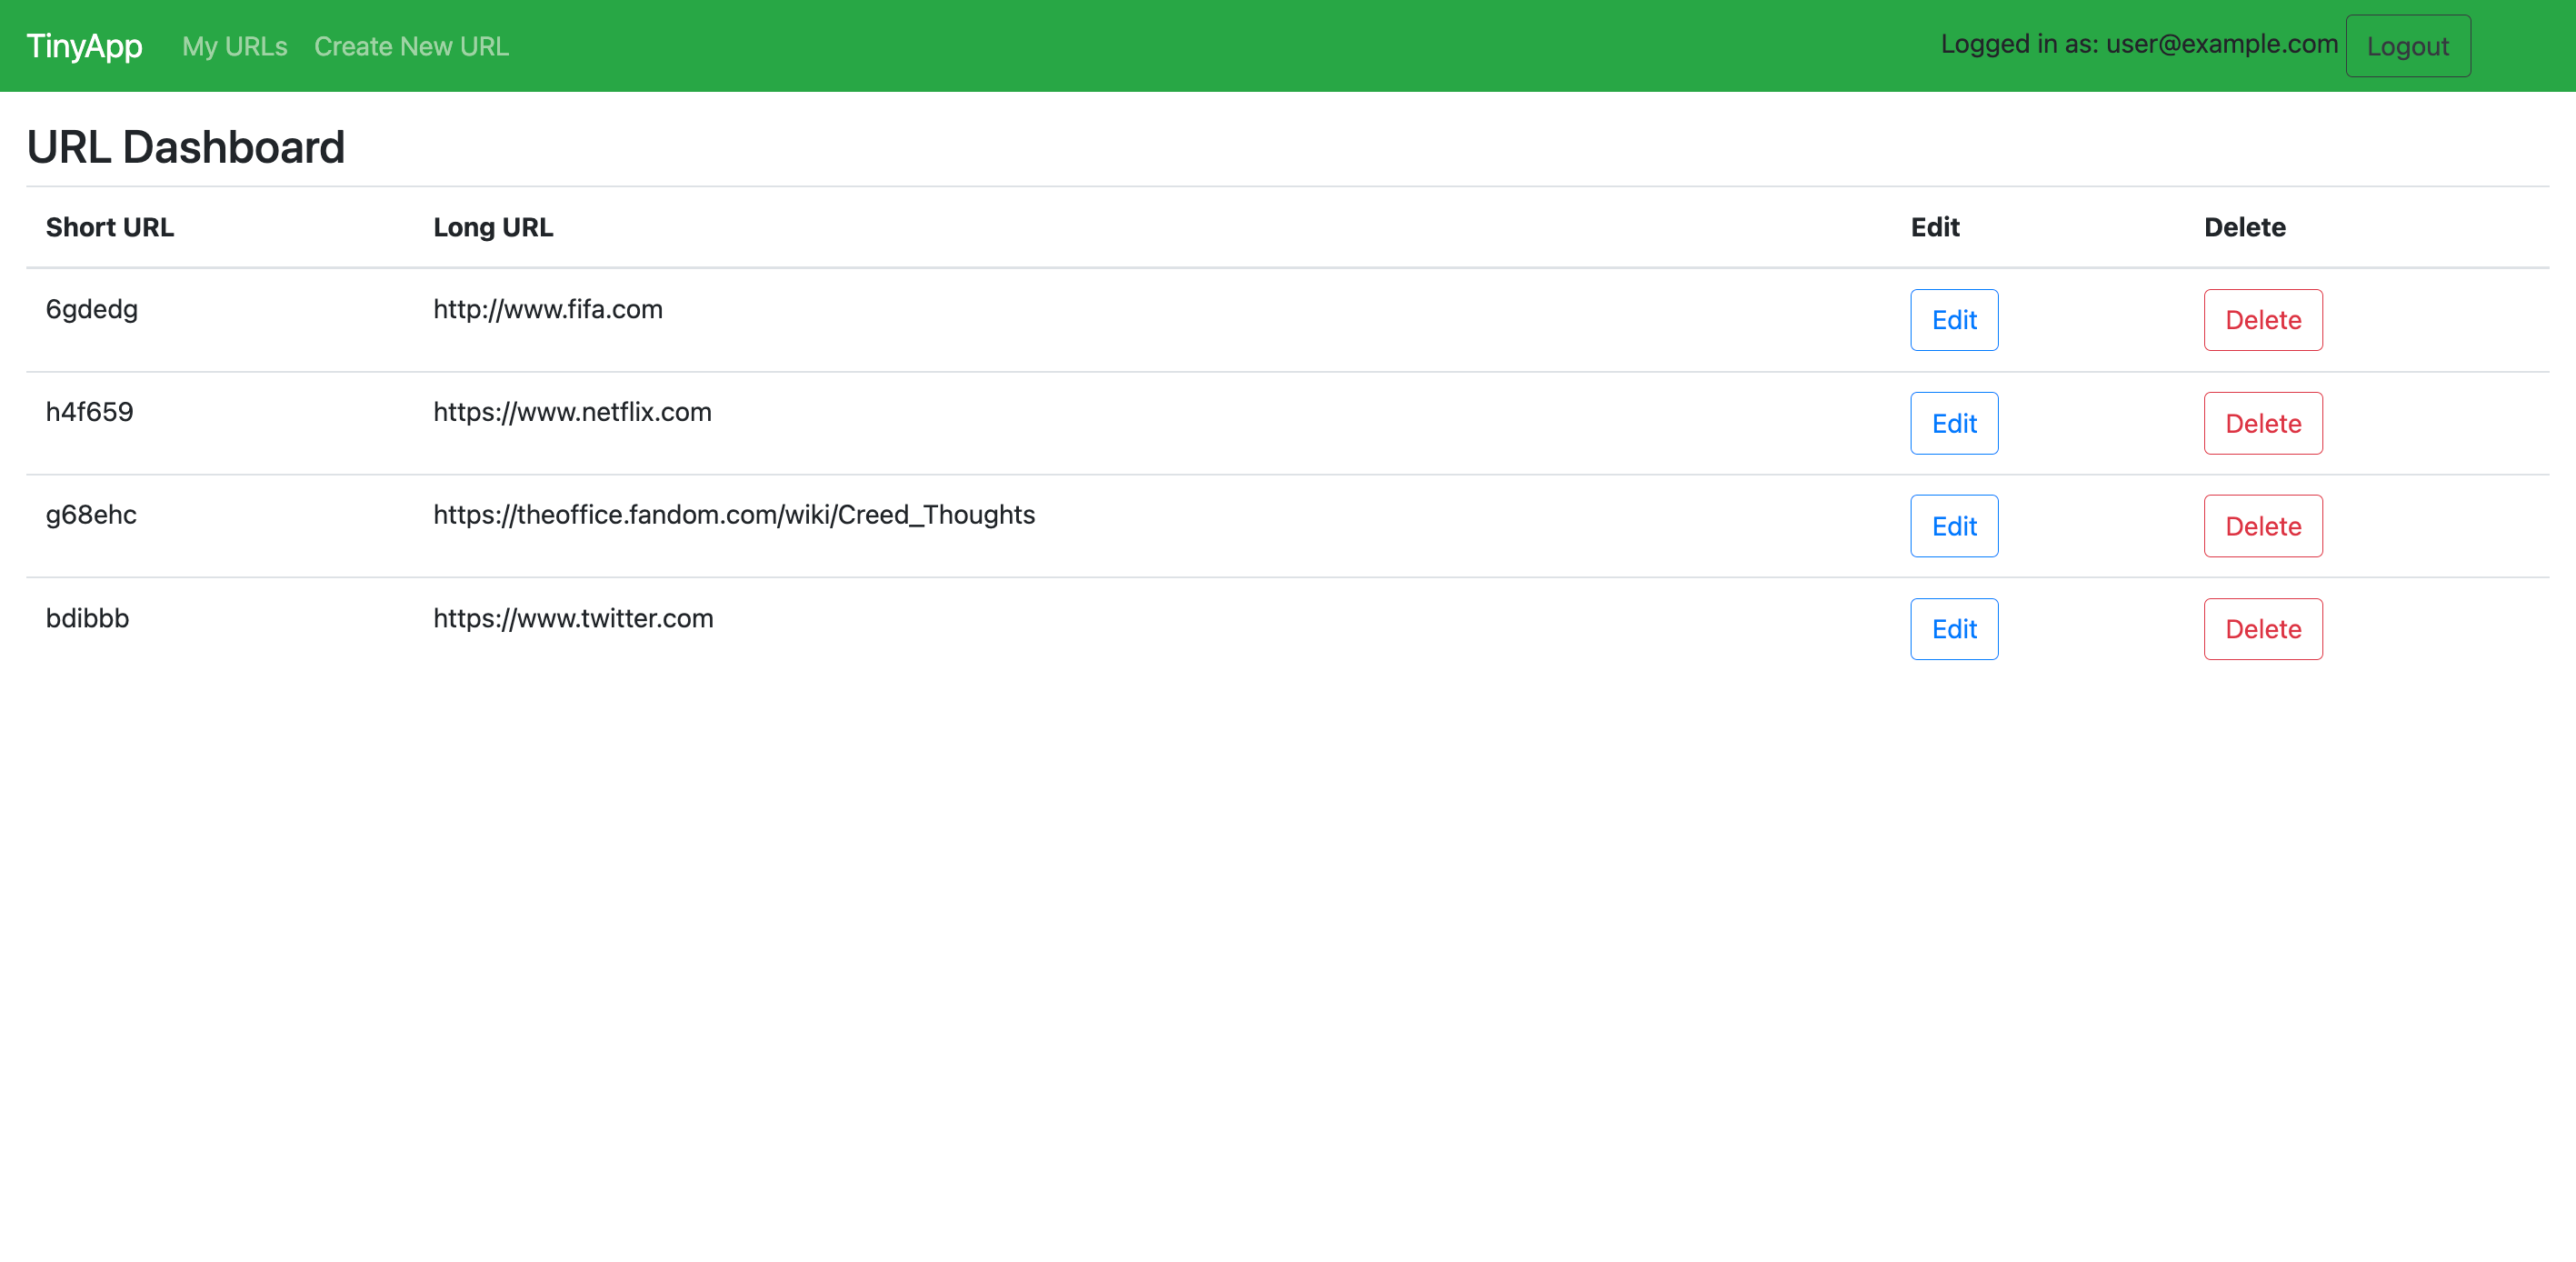 TinyApp My URLs Create New URL Logged in as: user@example.com Logout
URL Dashboard
Short URL Long URL Edit Delete
6gdedg http://www.fifa.com Edit Delete
h4f659 https://www.netflix.com Edit Delete
g68ehc https://theoffice.fandom.com/wiki/Creed_Thoughts Edit Delete
bdibbb https://www.twitter.com Edit Delete